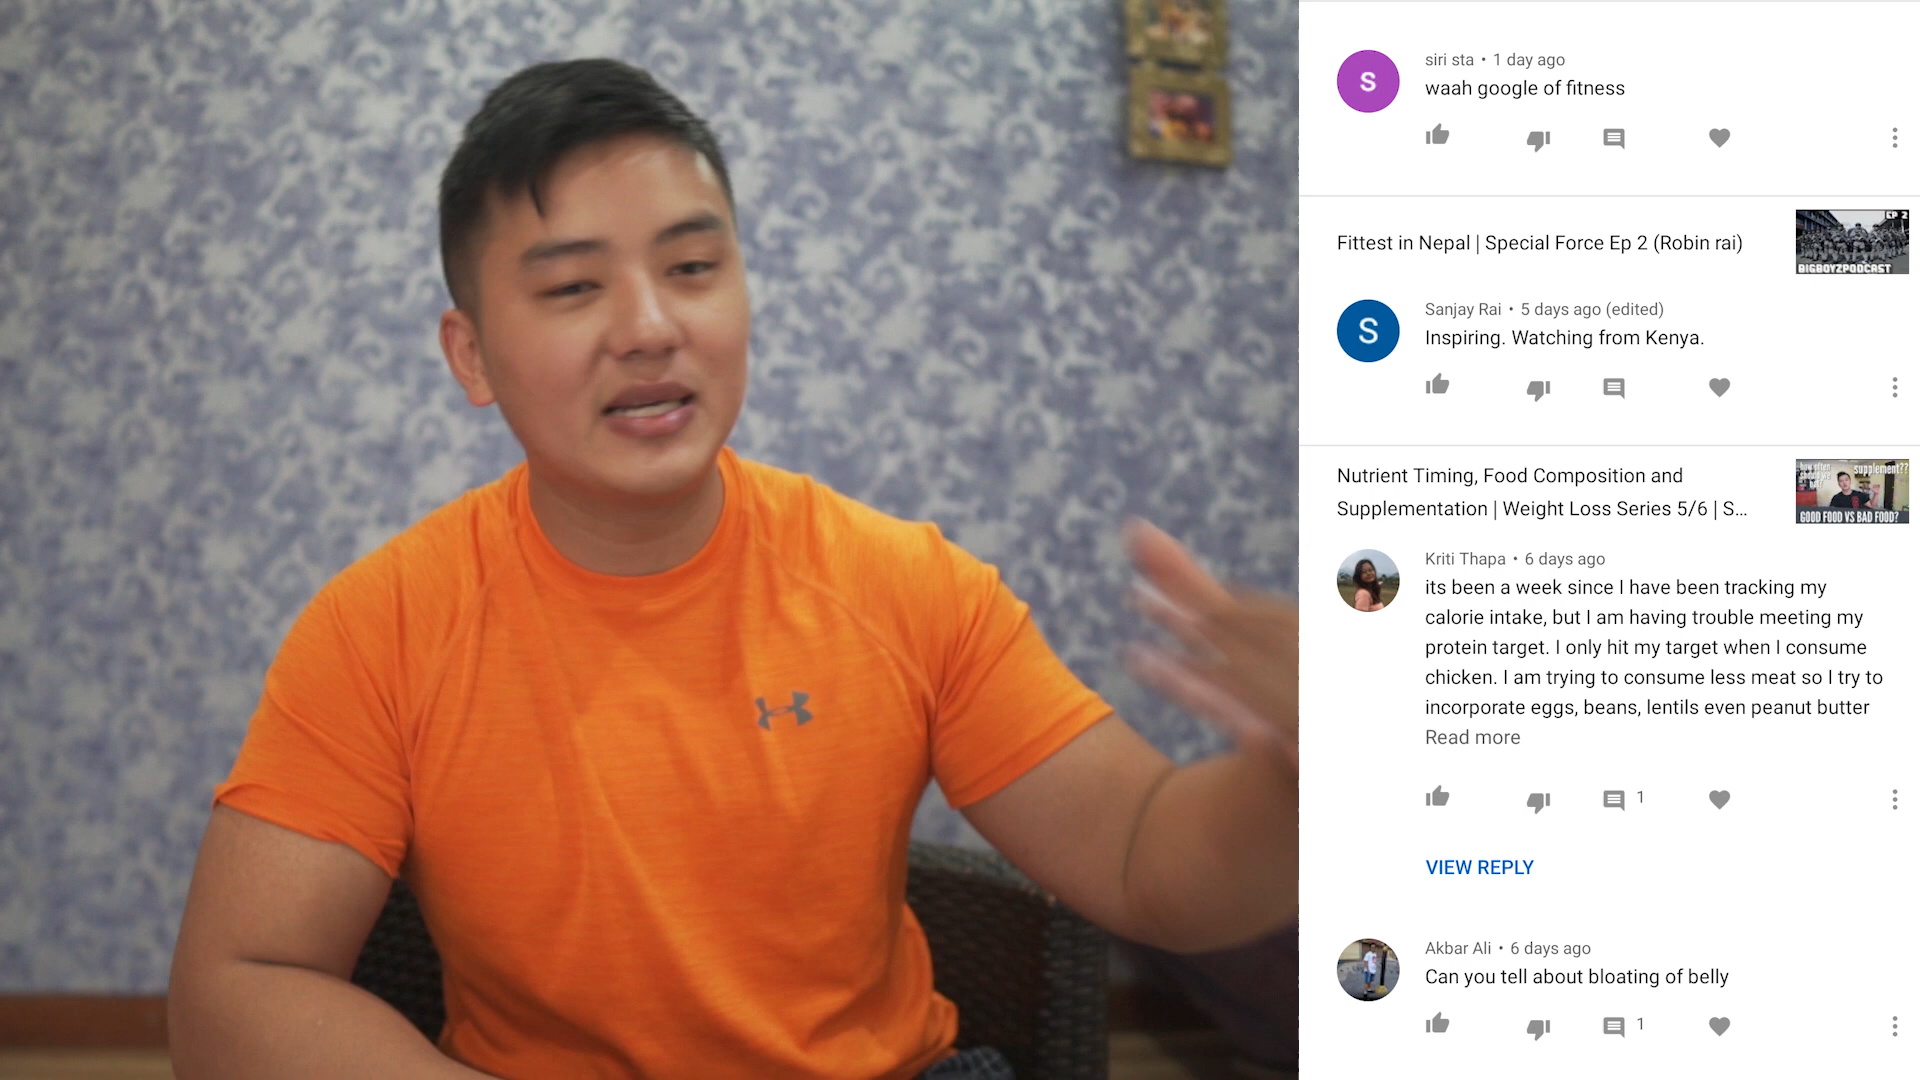 S
siri sta • 1 day ago
waah google of fitness
Fittest in Nepal | Special Force Ep 2 (Robin rai)
EP 2
BIGBOYZPODCAST
S
Sanjay Rai • 5 days ago (edited)
Inspiring. Watching from Kenya.
Nutrient Timing, Food Composition and
Supplementation | Weight Loss Series 5/6 | S...
supplement??
GOOD FOOD VS BAD FOOD?
Kriti Thapa • 6 days ago
its been a week since I have been tracking my
calorie intake, but I am having trouble meeting my
protein target. I only hit my target when I consume
chicken. I am trying to consume less meat so I try to
incorporate eggs, beans, lentils even peanut butter
Read more
1
VIEW REPLY
Akbar Ali • 6 days ago
Can you tell about bloating of belly
1